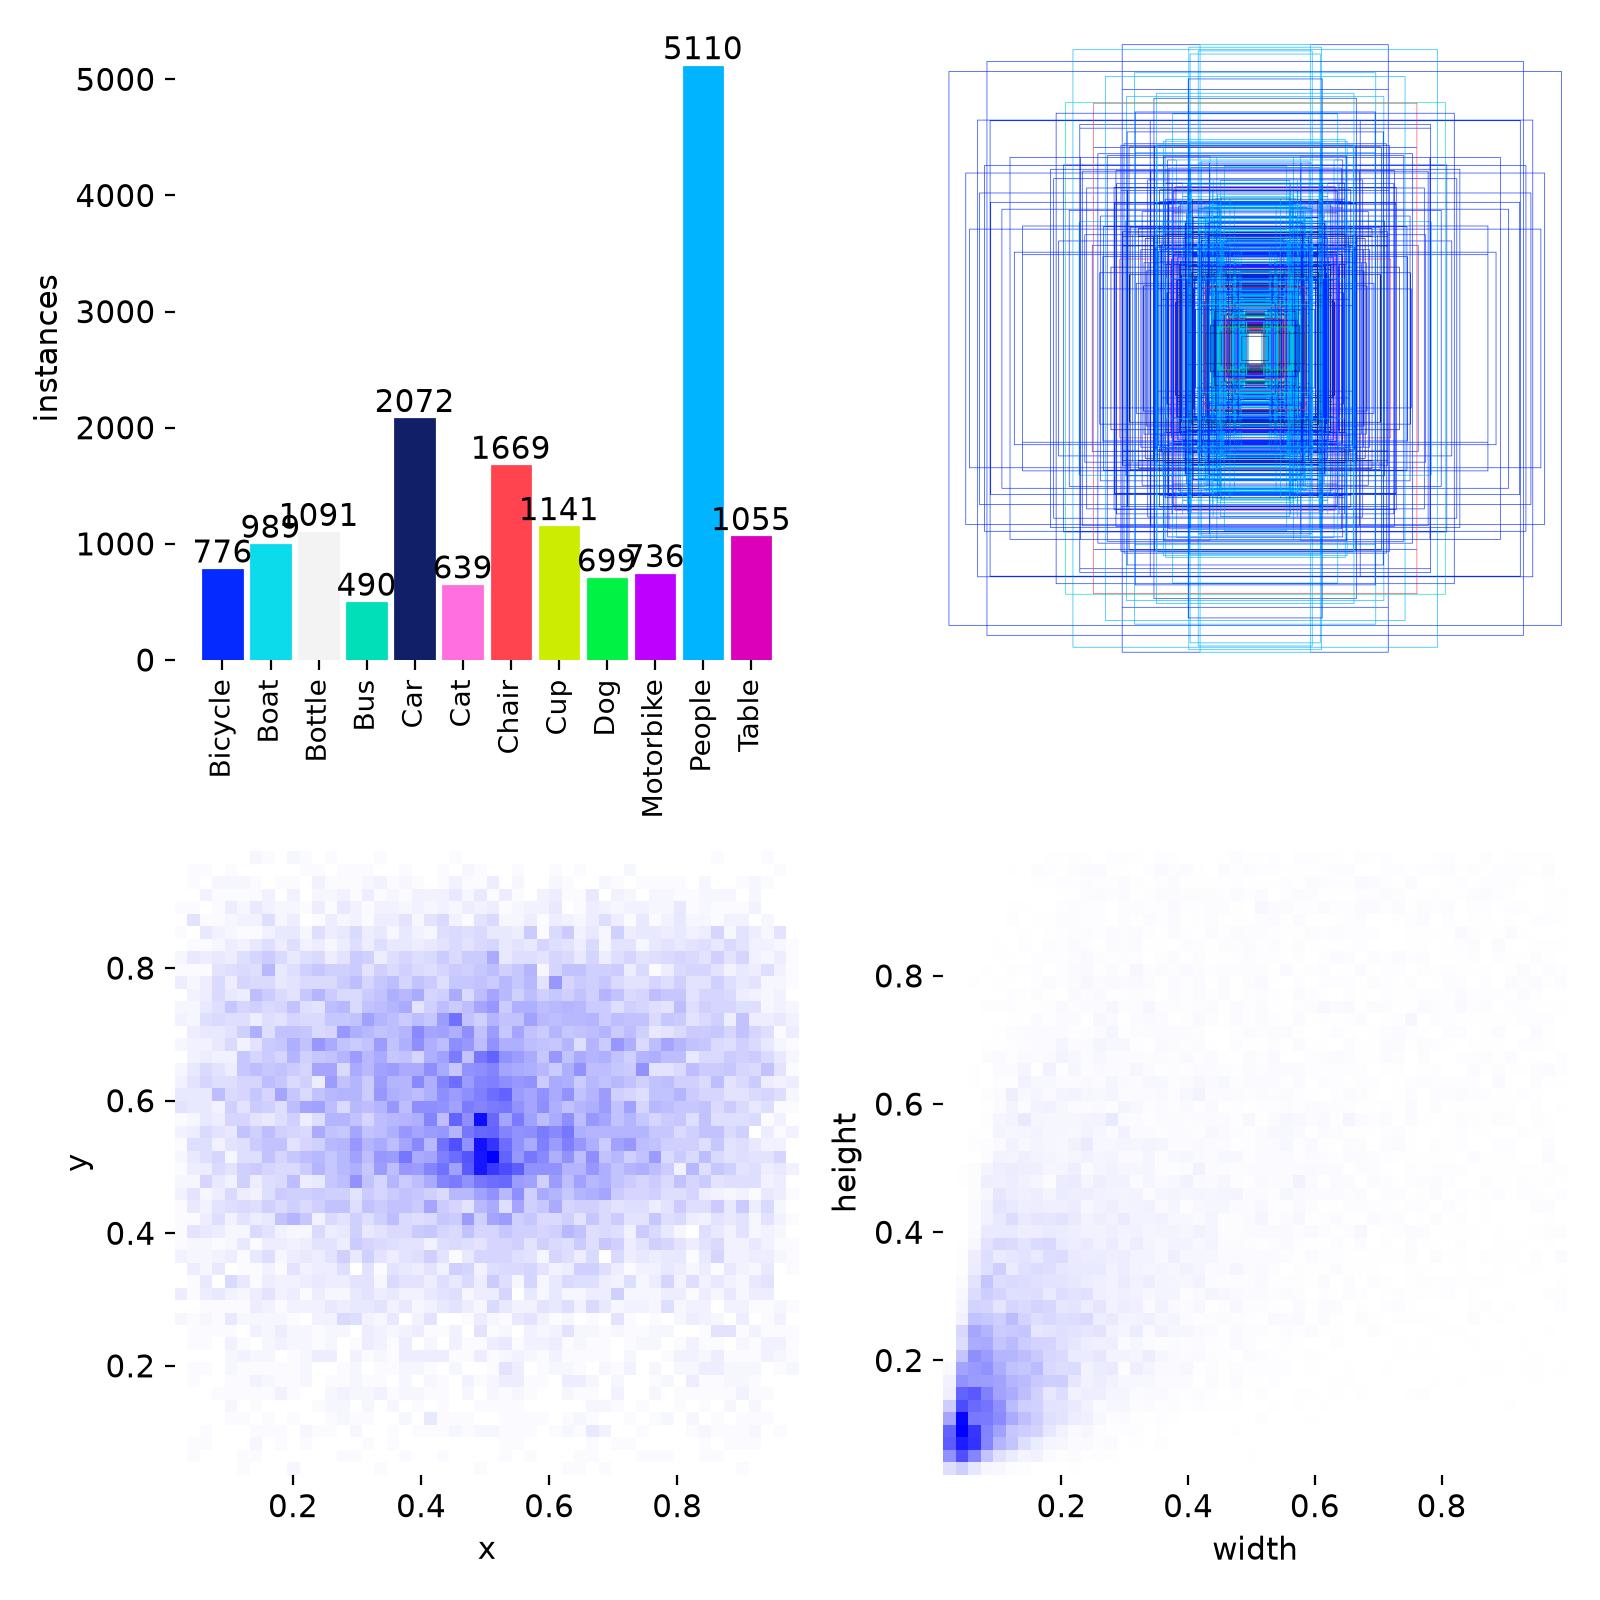 5110
5000
4000
3000
2072
2000
1669
1091
1141
1055
989
1000
776
490
639
699
736
0
instances
Bicycle
Boat
Bottle
Bus
Car
Cat
Chair
Cup
Dog
Motorbike
People
Table
0.8
0.6
0.4
0.2
y
0.2 0.4 0.6 0.8
x
0.8
0.6
0.4
0.2
height
0.2 0.4 0.6 0.8
width